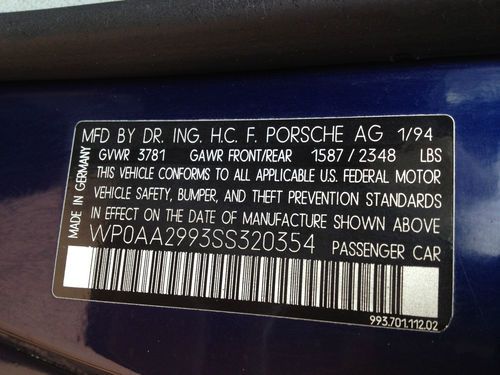 MFD BY DR. ING. H.C. F. PORSCHE AG 1/94
GVWR 3781 GAWR FRONT/REAR 1587 / 2348 LBS
THIS VEHICLE CONFORMS TO ALL APPLICABLE U.S. FEDERAL MOTOR
VEHICLE SAFETY, BUMPER, AND THEFT PREVENTION STANDARDS
IN EFFECT ON THE DATE OF MANUFACTURE SHOWN ABOVE
WP0AA2993SS320354 PASSENGER CAR
993.701.112.02
MADE IN GERMANY